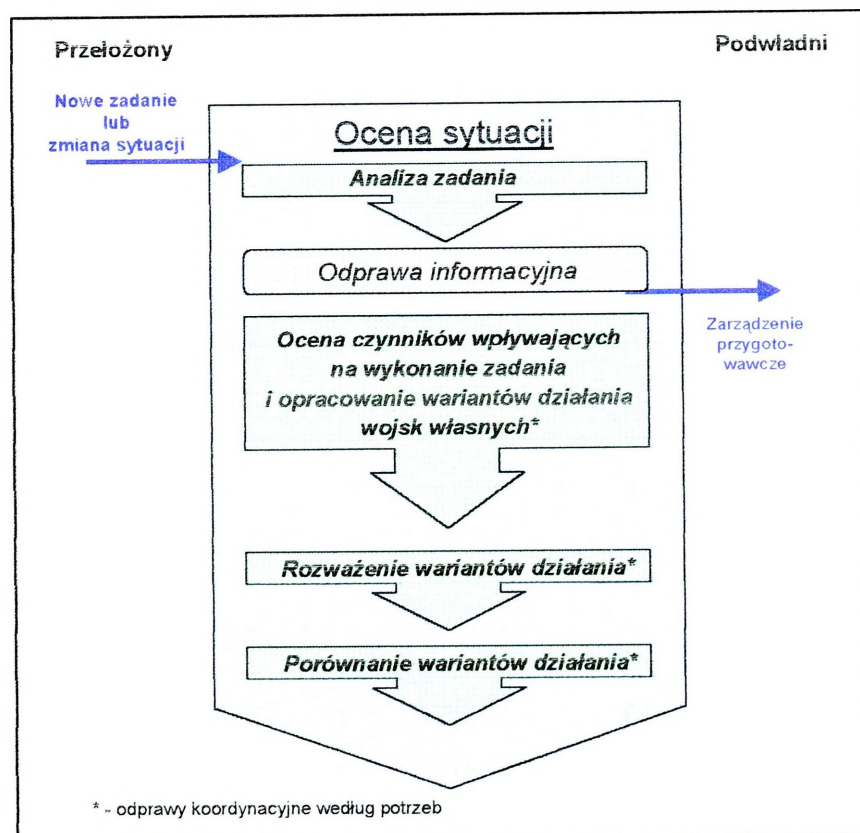 Przełożony
Podwładni
Nowe zadanie
lub
zmiana sytuacji
Ocena sytuacji
Analiza zadania
Odprawa informacyjna
Zarządzenie
przygoto-
wawcze
Ocena czynników wpływających
na wykonanie zadania
i opracowanie wariantów działania
wojsk własnych*
Rozważenie wariantów działania*
Porównanie wariantów działania*
* - odprawy koordynacyjne według potrzeb